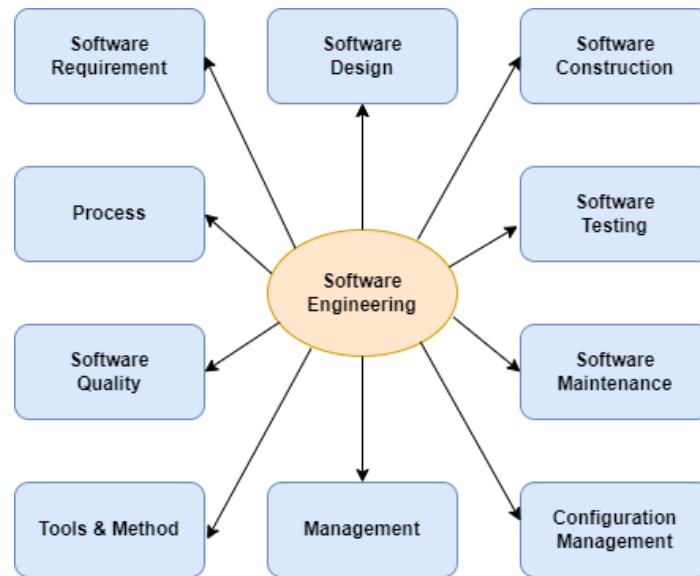 Software
Requirement
Software
Design
Software
Construction
Process
Software
Testing
Software
Engineering
Software
Quality
Software
Maintenance
Tools & Method
Management
Configuration
Management